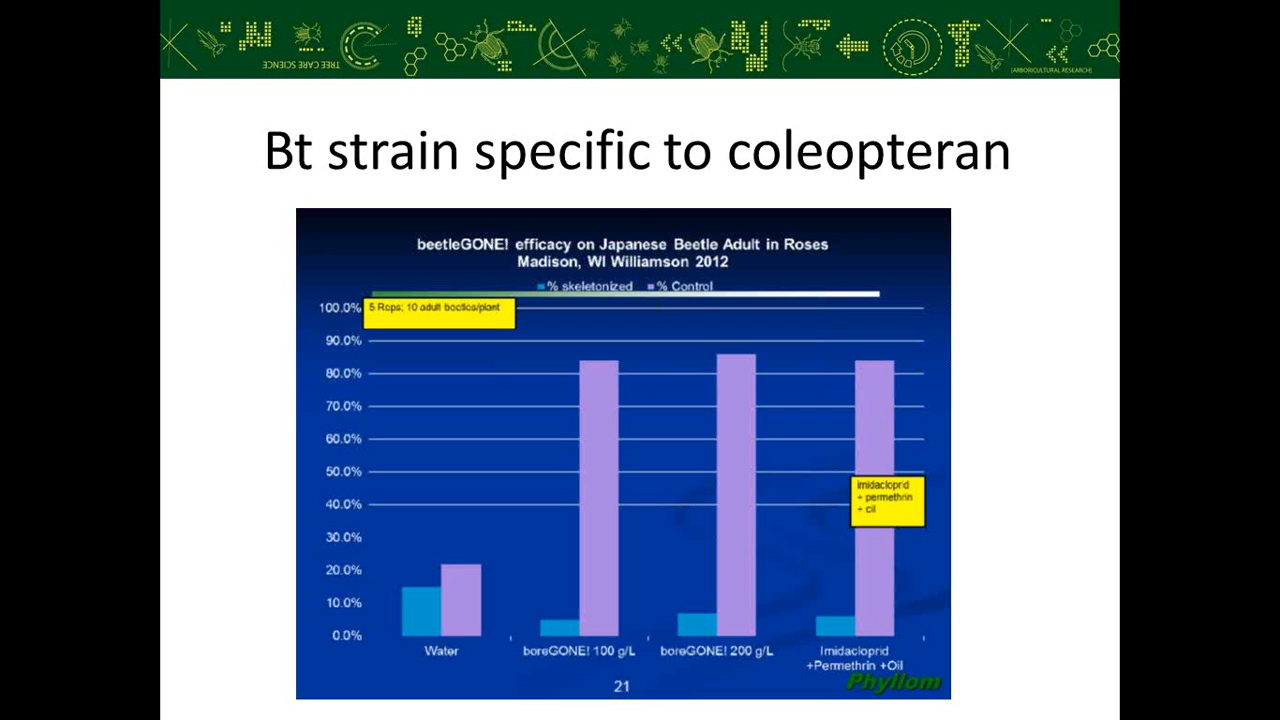 TREE CARE SCIENCE
[ARBORICULTURAL RESEARCH]
Bt strain specific to coleopteran
beetleGONE! efficacy on Japanese Beetle Adult in Roses
Madison, WI Williamson 2012
% skeletonized % Control
5 Reps; 10 adult beetles/plant
100.0%
90.0%
80.0%
70.0%
60.0%
50.0%
40.0%
30.0%
20.0%
10.0%
0.0%
imidacloprid
+ permethrin
+ oil
Water
boreGONE! 100 g/L
boreGONE! 200 g/L
Imidacloprid
+Permethrin +Oil
Phyllom
21